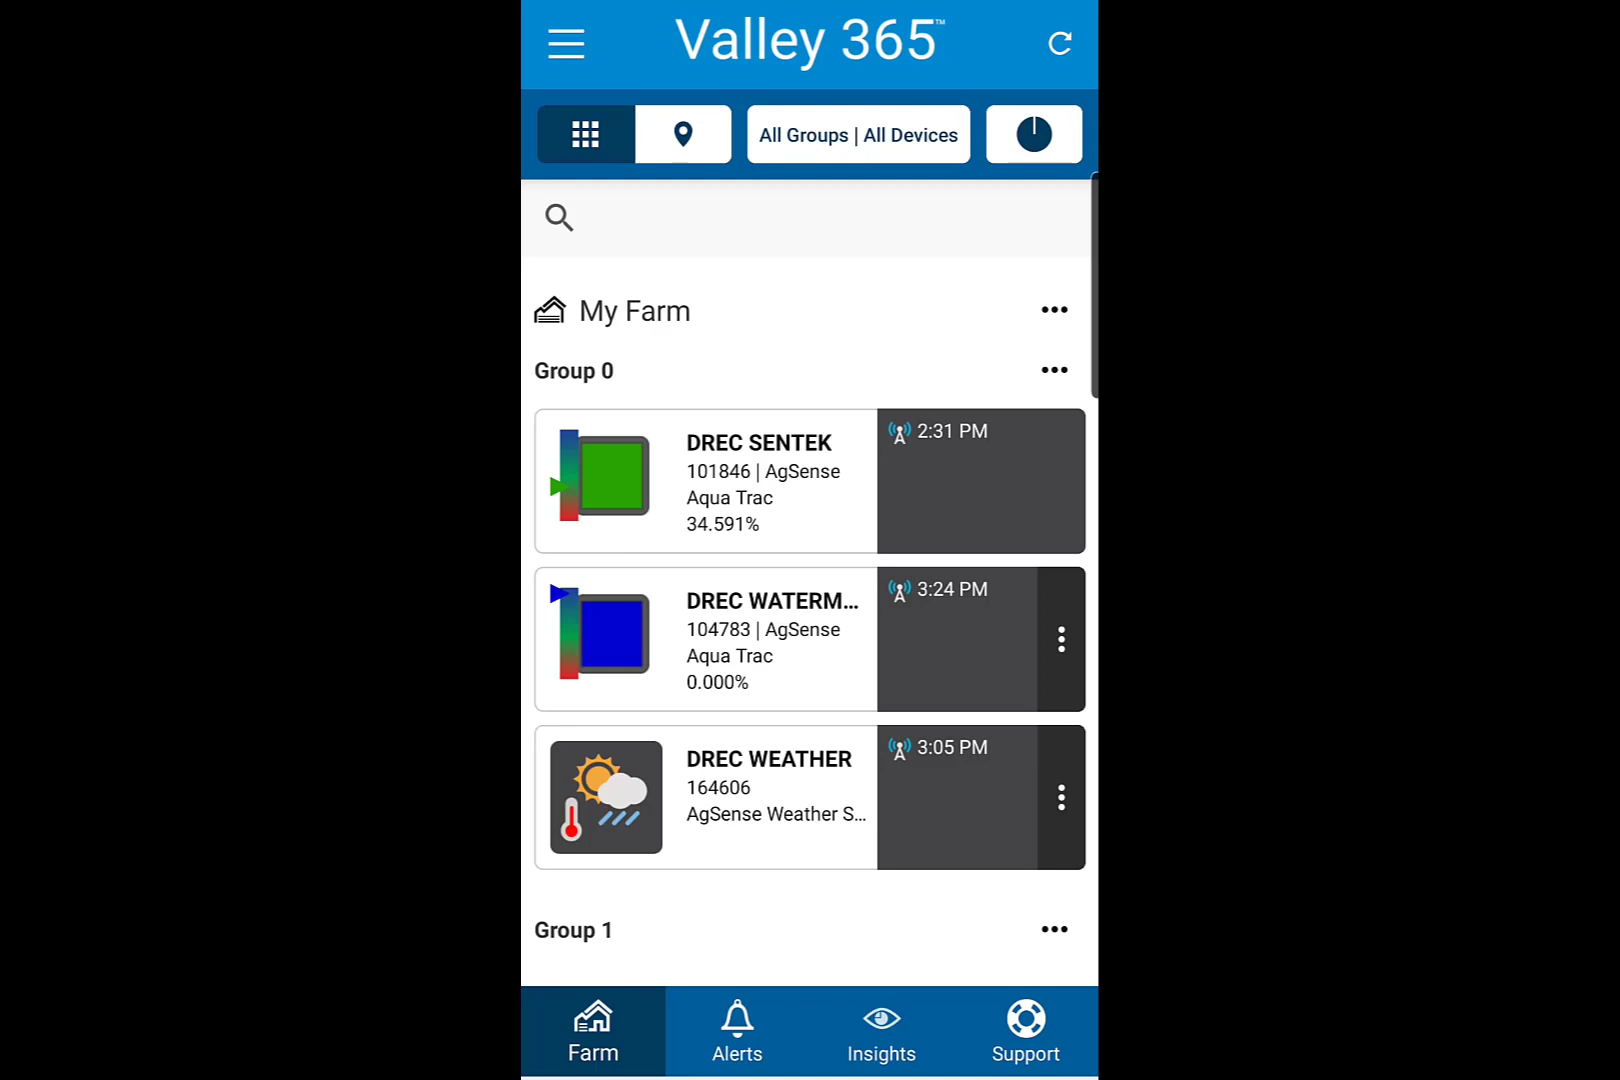 Valley 365™
All Groups | All Devices
My Farm
Group 0
DREC SENTEK
101846 | AgSense
Aqua Trac
34.591%
2:31 PM
DREC WATERM...
104783 | AgSense
Aqua Trac
0.000%
3:24 PM
DREC WEATHER
164606
AgSense Weather S...
3:05 PM
Group 1
Farm
Alerts
Insights
Support